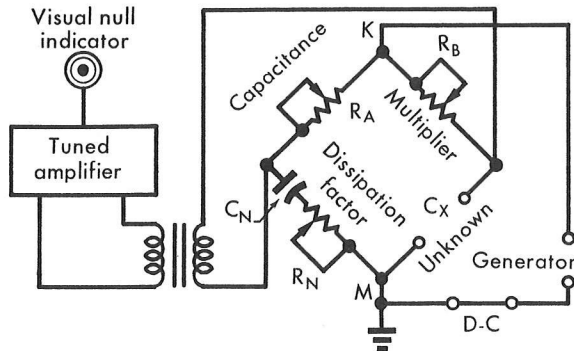 Visual null
indicator
Tuned
amplifier
K
R_B
Capacitance
R_A
Multiplier
Dissipation
factor
C_N
C_X
Unknown
R_N
M
Generator
D-C